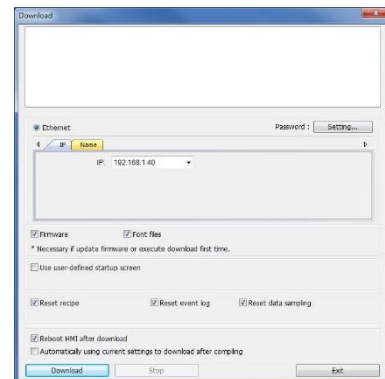 Download
Ethernet
Password : Setting...
IP Name
IP: 192.168.1.40
Firmware Font files
* Necessary if update firmware or execute download first time.
Use user-defined startup screen
Reset recipe Reset event log Reset data sampling
Reboot HMI after download
Automatically using current settings to download after compling
Download Stop Exit